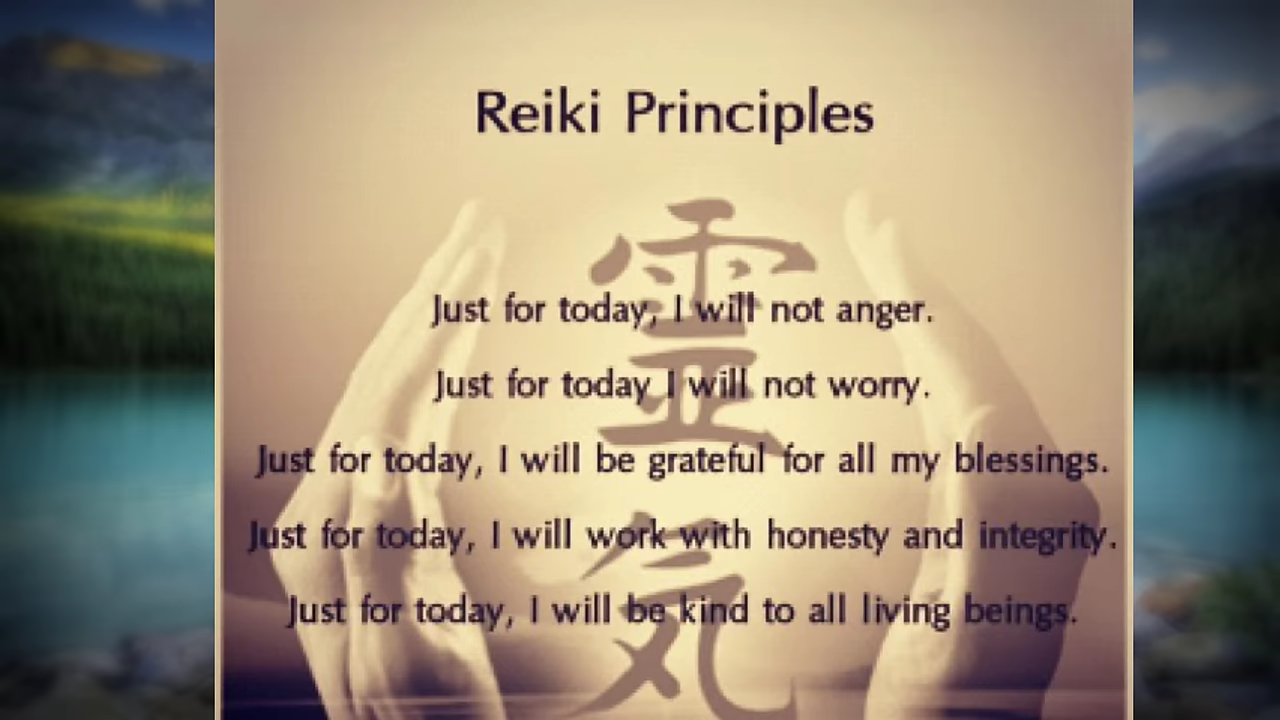 Reiki Principles
靈
Just for today, I will not anger.
Just for today I will not worry.
Just for today, I will be grateful for all my blessings.
気
Just for today, I will work with honesty and integrity.
Just for today, I will be kind to all living beings.